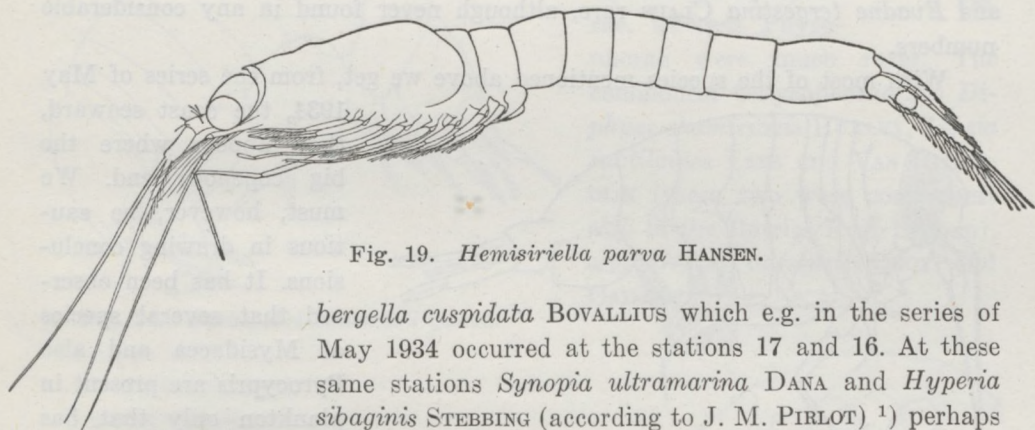 Fig. 19. Hemisiriella parva HANSEN.
bergella cuspidata BOVALLIUS which e.g. in the series of
May 1934 occurred at the stations 17 and 16. At these
same stations Synopia ultramarina DANA and Hyperia
sibaginis STEBBING (according to J. M. PIRLOT) ¹) perhaps